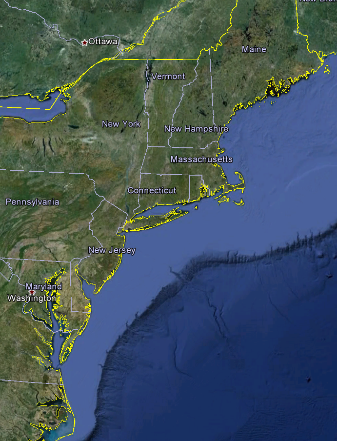 Ottawa
Maine
Vermont
New York
New Hampshire
Massachusetts
Connecticut
Pennsylvania
New Jersey
Maryland
Washington